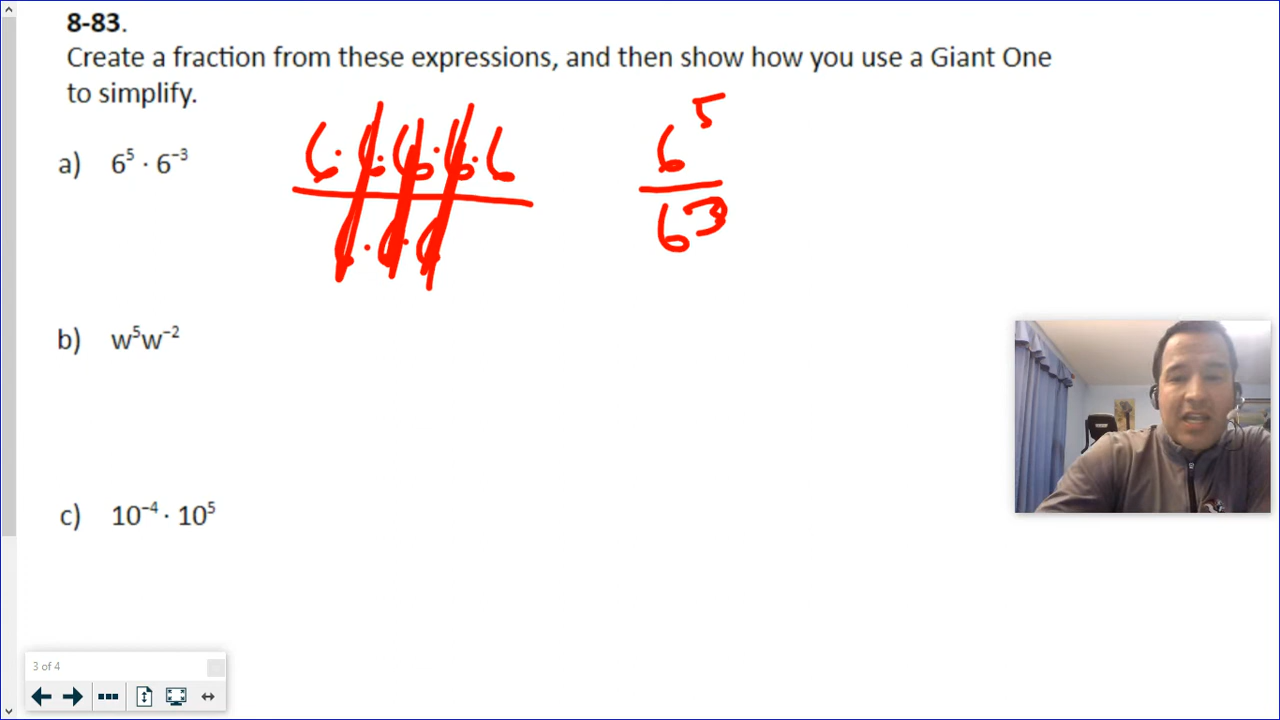 8-83.
Create a fraction from these expressions, and then show how you use a Giant One
to simplify.
a) 6⁵ · 6⁻³
6 · 6 · 6 · 6 · 6
6 · 6 · 6
6⁵
6³
b) w⁵w⁻²
c) 10⁻⁴ · 10⁵
3 of 4